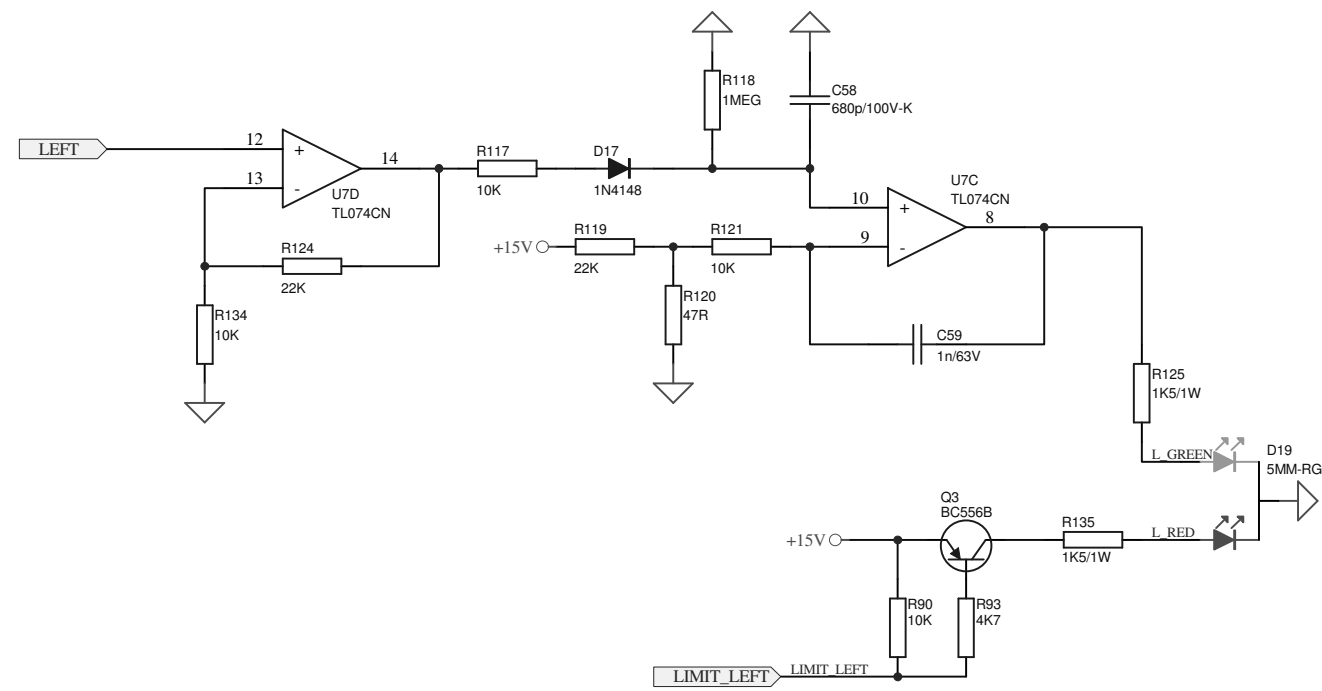 R118
1MEG
C58
680p/100V-K
LEFT
12
+
14
13
-
U7D
TL074CN
R117
10K
D17
1N4148
U7C
TL074CN
10
+
8
9
-
R124
22K
+15V
R119
22K
R121
10K
R120
47R
R134
10K
C59
1n/63V
R125
1K5/1W
L_GREEN
D19
5MM-RG
Q3
BC556B
+15V
R135
1K5/1W
L_RED
R90
10K
R93
4K7
LIMIT_LEFT
LIMIT_LEFT